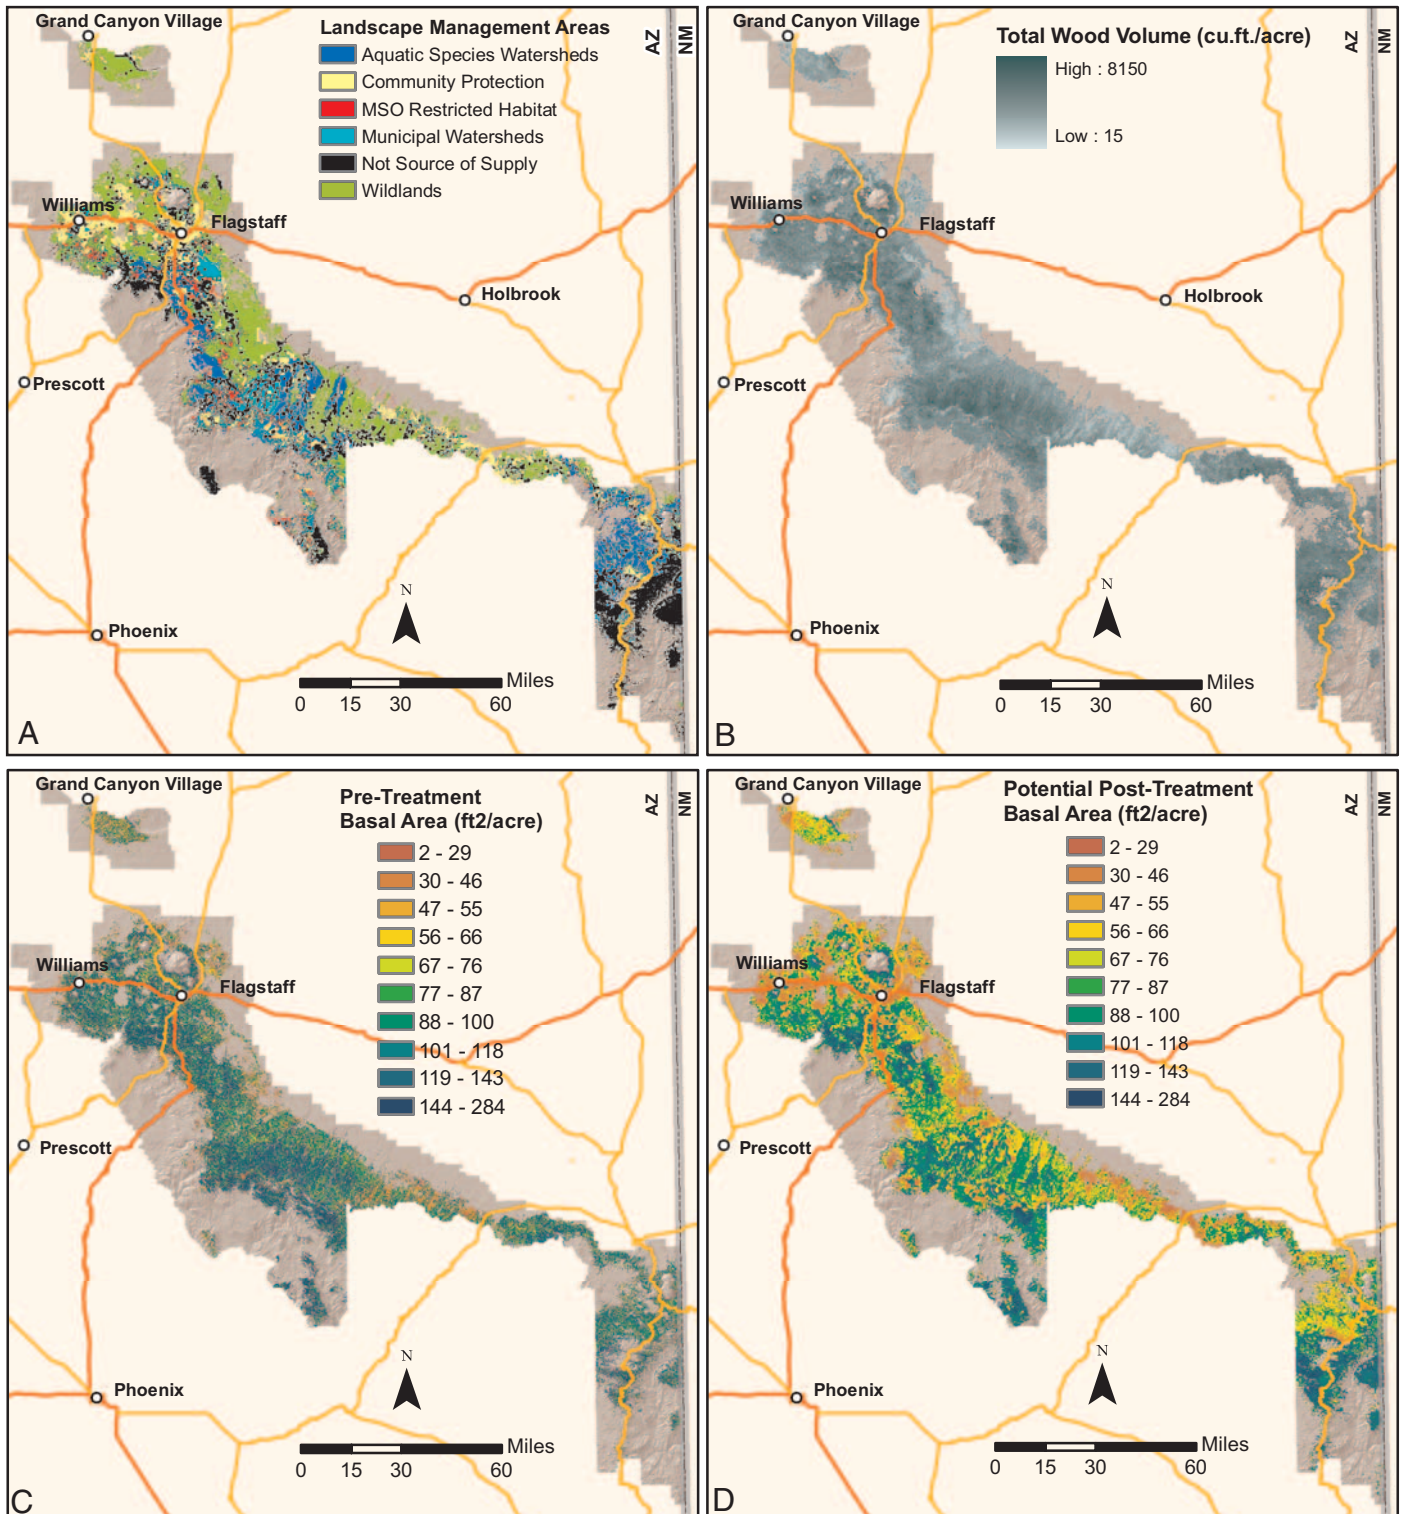 Grand Canyon Village
Landscape Management Areas
Aquatic Species Watersheds
Community Protection
MSO Restricted Habitat
Municipal Watersheds
Not Source of Supply
Wildlands
AZ
NM
Williams
Flagstaff
Holbrook
Prescott
Phoenix
N
Miles
0 15 30 60
A
Grand Canyon Village
Total Wood Volume (cu.ft./acre)
High : 8150
Low : 15
AZ
NM
Williams
Flagstaff
Holbrook
Prescott
Phoenix
N
Miles
0 15 30 60
B
Grand Canyon Village
Pre-Treatment
Basal Area (ft2/acre)
2 - 29
30 - 46
47 - 55
56 - 66
67 - 76
77 - 87
88 - 100
101 - 118
119 - 143
144 - 284
AZ
NM
Williams
Flagstaff
Prescott
Phoenix
N
Miles
0 15 30 60
C
Grand Canyon Village
Potential Post-Treatment
Basal Area (ft2/acre)
2 - 29
30 - 46
47 - 55
56 - 66
67 - 76
77 - 87
88 - 100
101 - 118
119 - 143
144 - 284
AZ
NM
Williams
Flagstaff
Prescott
Phoenix
N
Miles
0 15 30 60
D